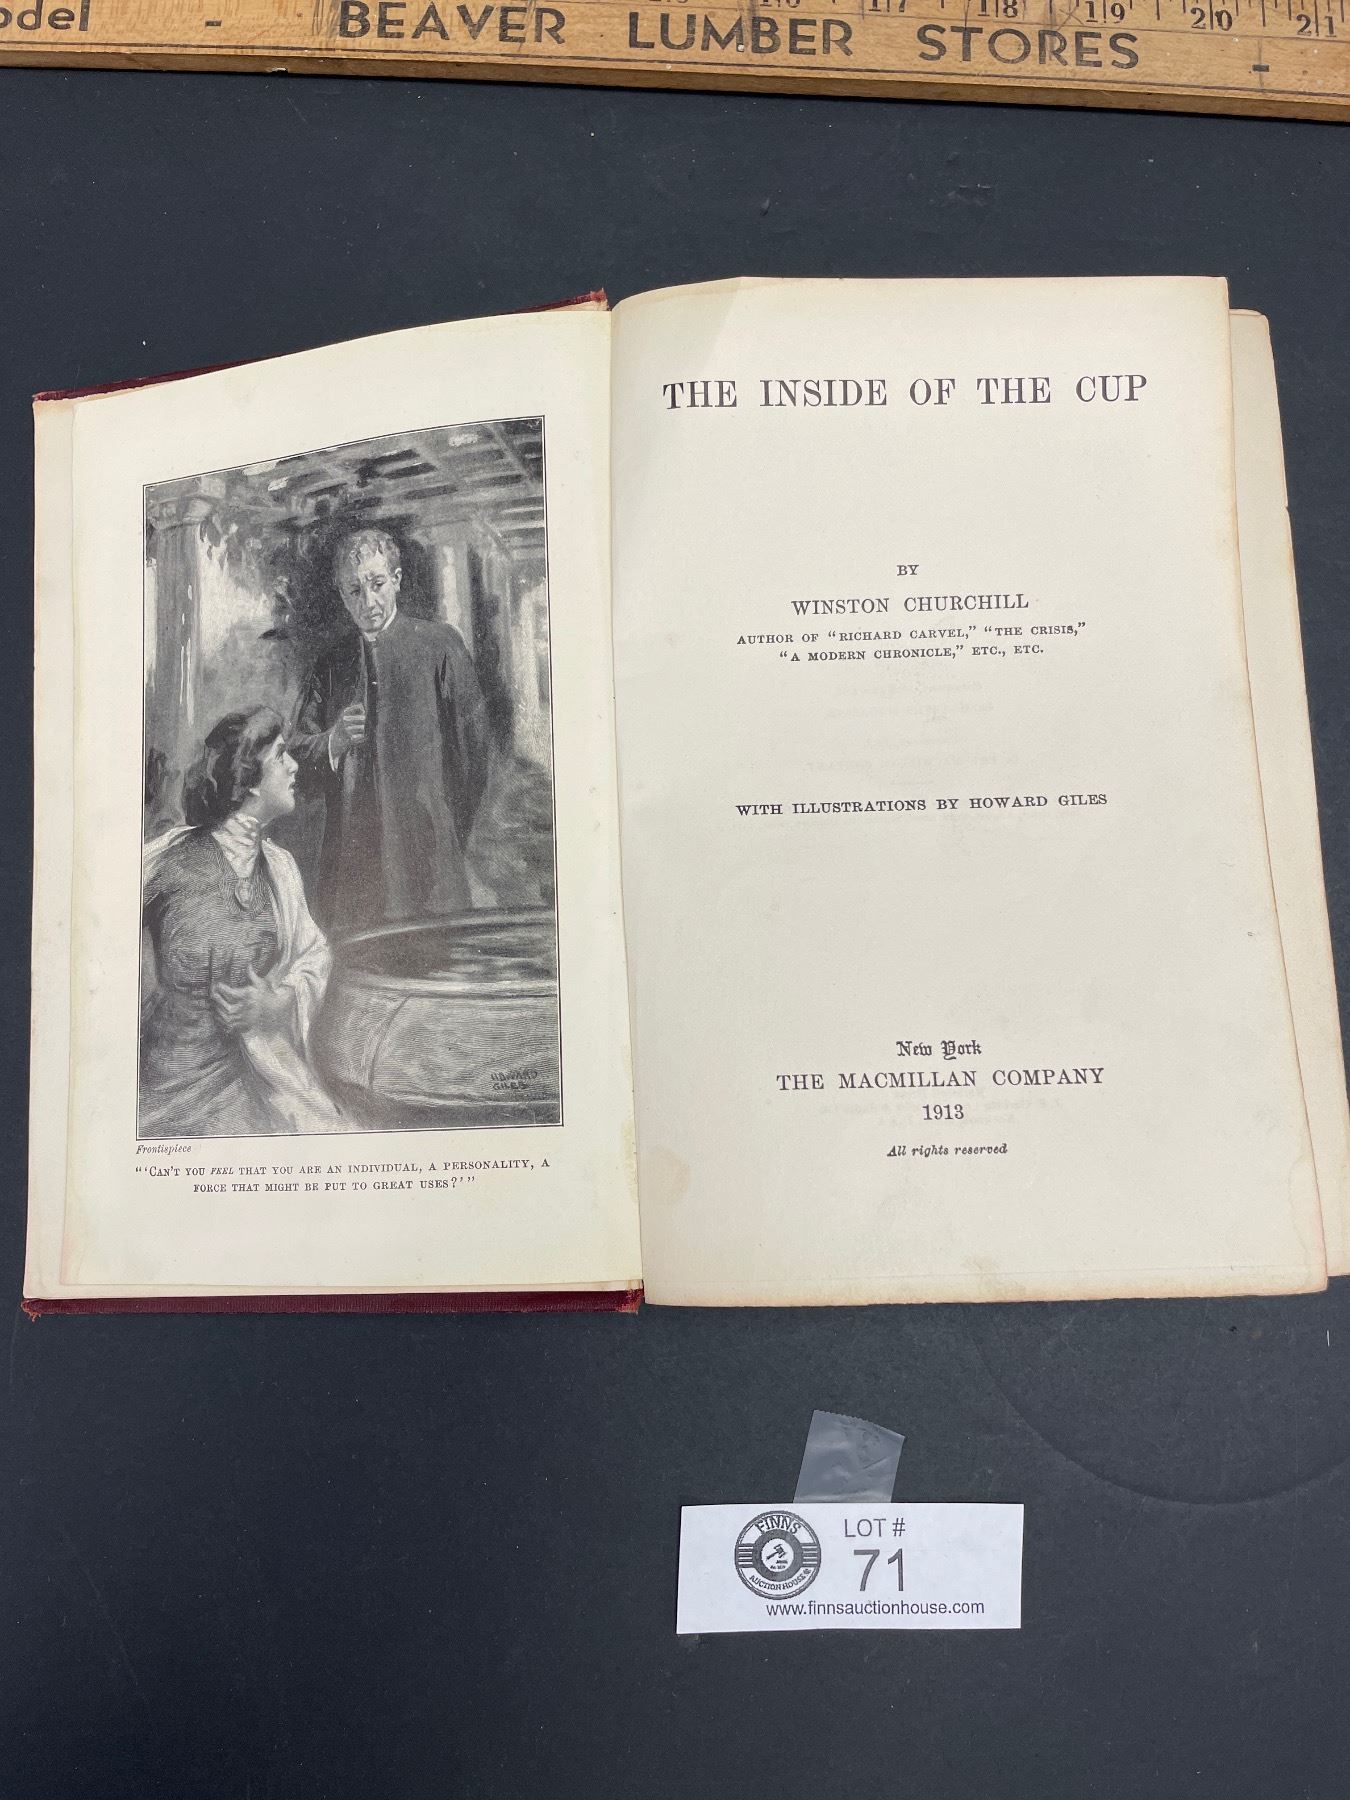 odel - BEAVER LUMBER STORES -
17 18 19 20 21
THE INSIDE OF THE CUP
BY
WINSTON CHURCHILL
AUTHOR OF “RICHARD CARVEL,” “THE CRISIS,”
“A MODERN CHRONICLE,” ETC., ETC.
WITH ILLUSTRATIONS BY HOWARD GILES
New York
THE MACMILLAN COMPANY
1913
All rights reserved
HOWARD
GILES
Frontispiece
“‘CAN'T YOU FEEL THAT YOU ARE AN INDIVIDUAL, A PERSONALITY, A
FORCE THAT MIGHT BE PUT TO GREAT USES?’”
FINNS
AUCTION HOUSE
LOT #
71
www.finnsauctionhouse.com